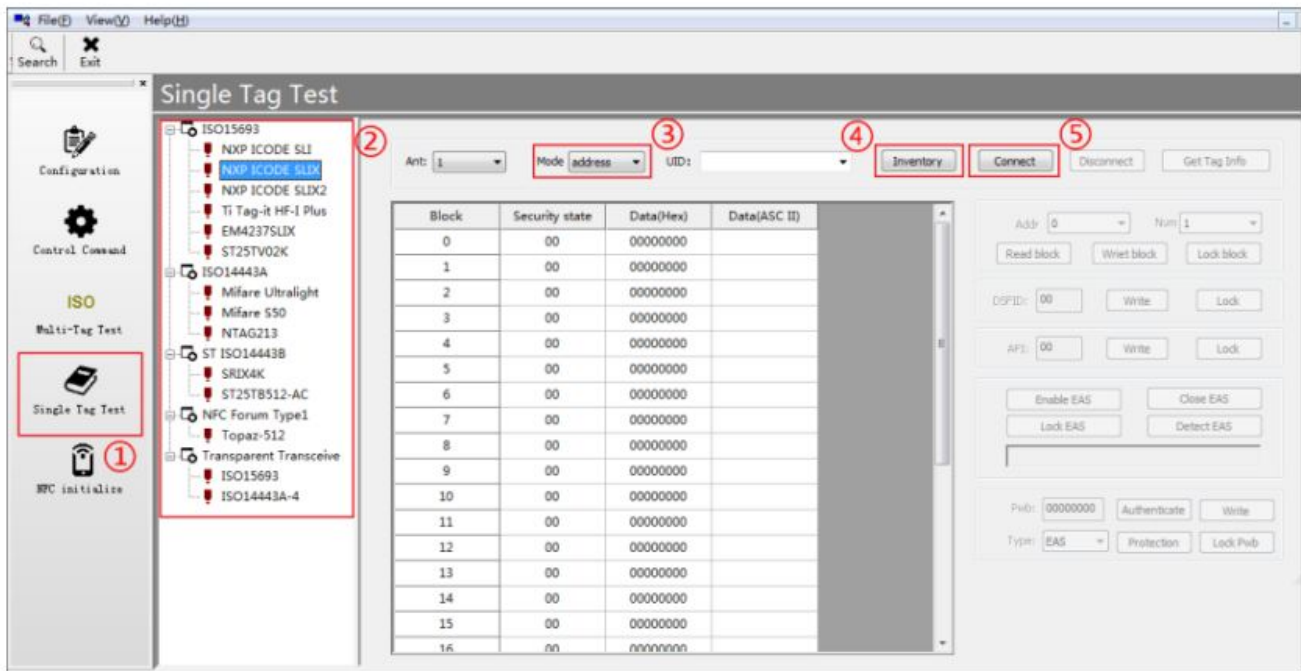 File(F) View(V) Help(H)
Search Exit
Single Tag Test
Configuration
Control Command
ISO
Multi-Tag Test
Single Tag Test
①
NFC initialize
②
ISO15693
NXP ICODE SLI
NXP ICODE SLIX
NXP ICODE SLIX2
Ti Tag-it HF-I Plus
EM4237SLIX
ST25TV02K
ISO14443A
Mifare Ultralight
Mifare S50
NTAG213
ST ISO14443B
SRIX4K
ST25TB512-AC
NFC Forum Type1
Topaz-512
Transparent Transceive
ISO15693
ISO14443A-4
③ ④ ⑤
Ant: 1 Mode address UID: Inventory Connect Disconnect Get Tag Info
Block Security state Data(Hex) Data(ASC II)
0 00 00000000
1 00 00000000
2 00 00000000
3 00 00000000
4 00 00000000
5 00 00000000
6 00 00000000
7 00 00000000
8 00 00000000
9 00 00000000
10 00 00000000
11 00 00000000
12 00 00000000
13 00 00000000
14 00 00000000
15 00 00000000
16 00 00000000
Addr 0 Num 1
Read block Wriet block Lock block
DSFID: 00 Write Lock
AFI: 00 Write Lock
Enable EAS Close EAS
Lock EAS Detect EAS
Pwb: 00000000 Authenticate Write
Type: EAS Protection Lock Pwb